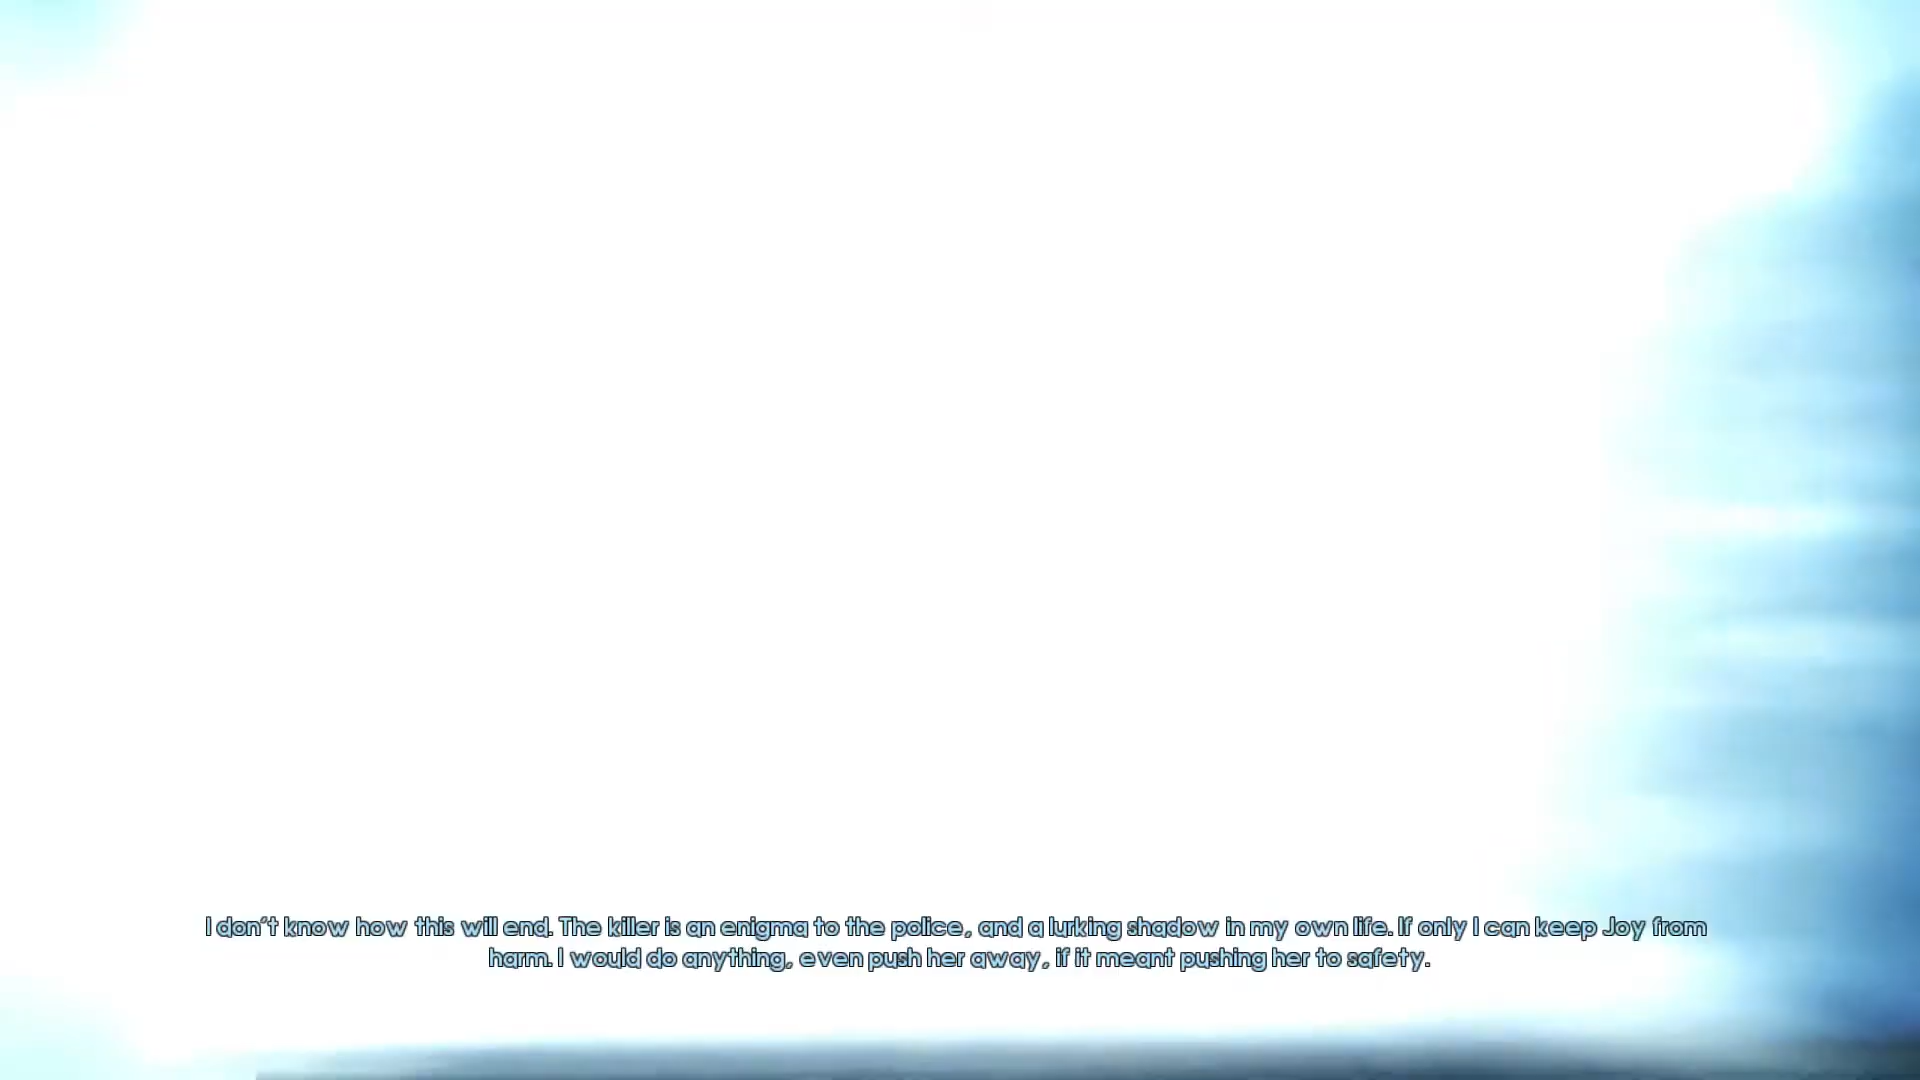 I don't know how this will end. The killer is an enigma to the police, and a lurking shadow in my own life. If only I can keep Joy from
harm. I would do anything, even push her away, if it meant pushing her to safety.